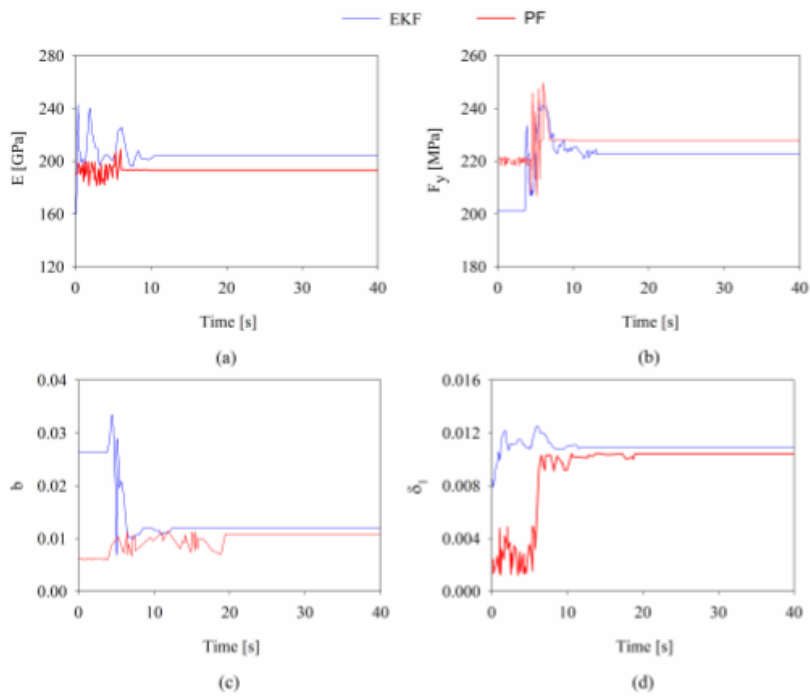 EKF PF
280
240
200
160
120
E [GPa]
0 10 20 30 40
Time [s]
(a)
260
240
220
200
180
Fy [MPa]
0 10 20 30 40
Time [s]
(b)
0.04
0.03
0.02
0.01
0.00
b
0 10 20 30 40
Time [s]
(c)
0.016
0.012
0.008
0.004
0.000
δ1
0 10 20 30 40
Time [s]
(d)